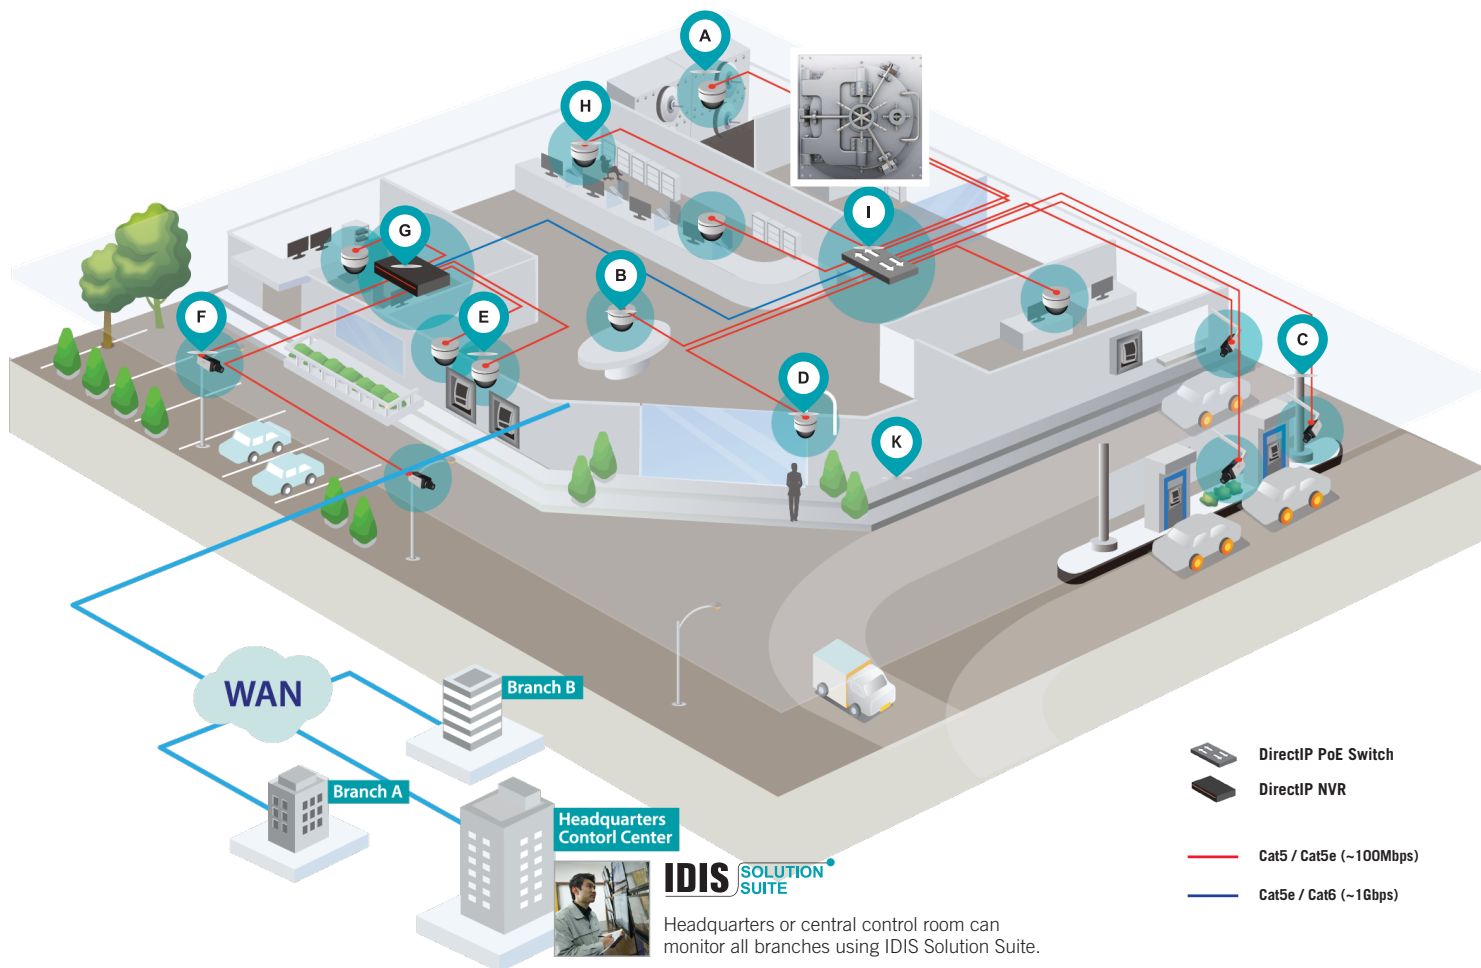 A
H
I
G
B
F
E
C
D
K
WAN
Branch B
Branch A
Headquarters
Contorl Center
IDIS SOLUTION
SUITE
Headquarters or central control room can
monitor all branches using IDIS Solution Suite.
DirectIP PoE Switch
DirectIP NVR
Cat5 / Cat5e (~100Mbps)
Cat5e / Cat6 (~1Gbps)